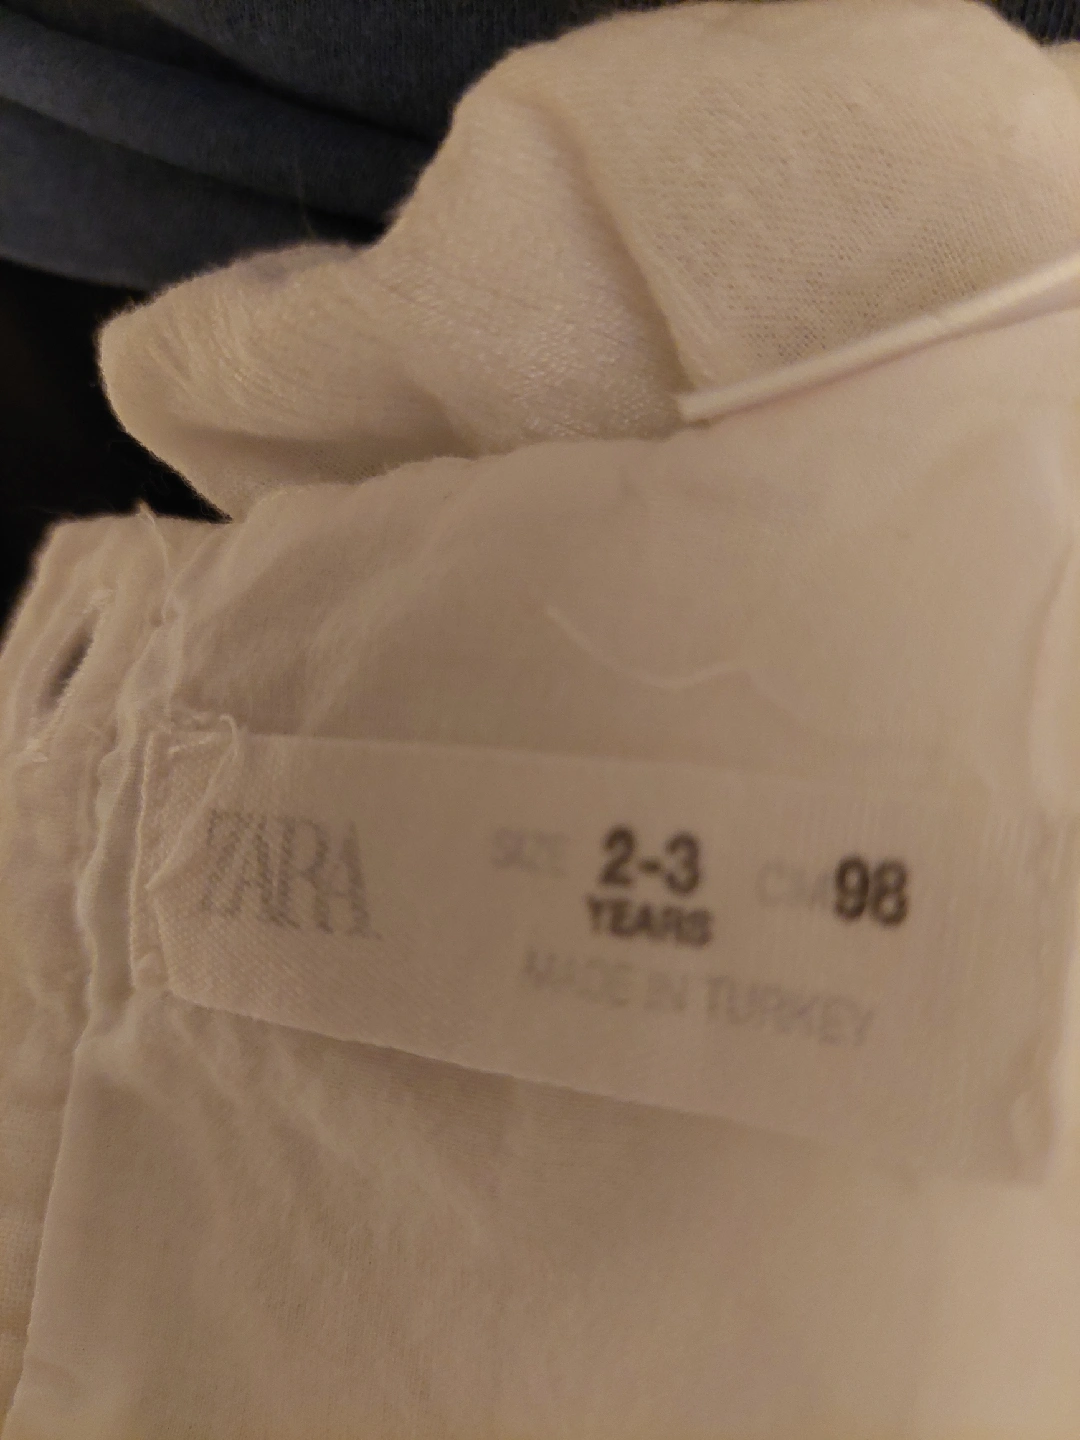 ZARA
SIZE 2-3 CM 98
YEARS
MADE IN TURKEY